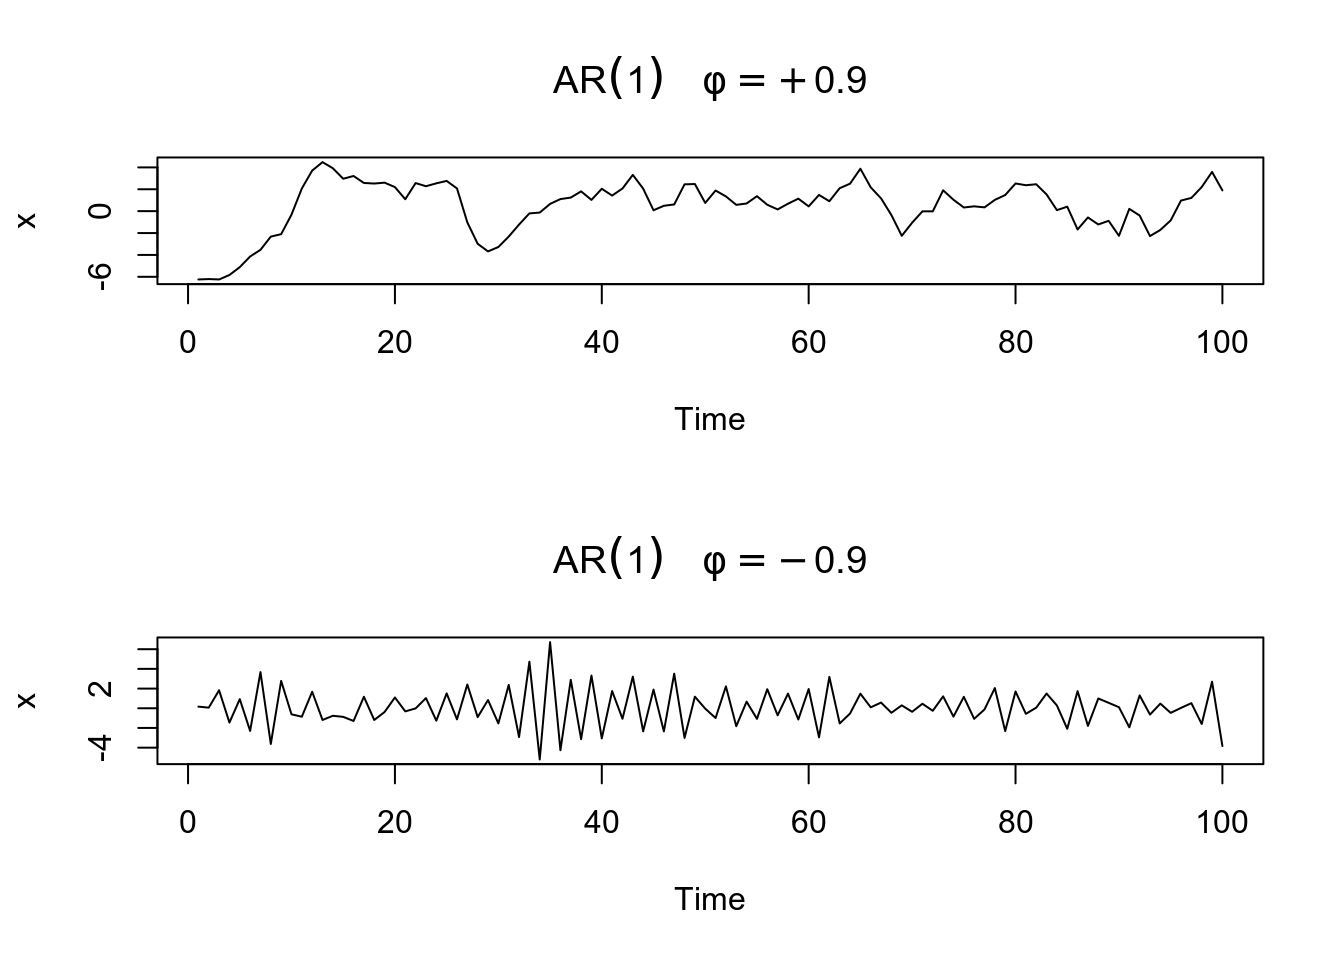 AR(1) φ = +0.9
x
0
-6
0 20 40 60 80 100
Time
AR(1) φ = −0.9
x
2
-4
0 20 40 60 80 100
Time